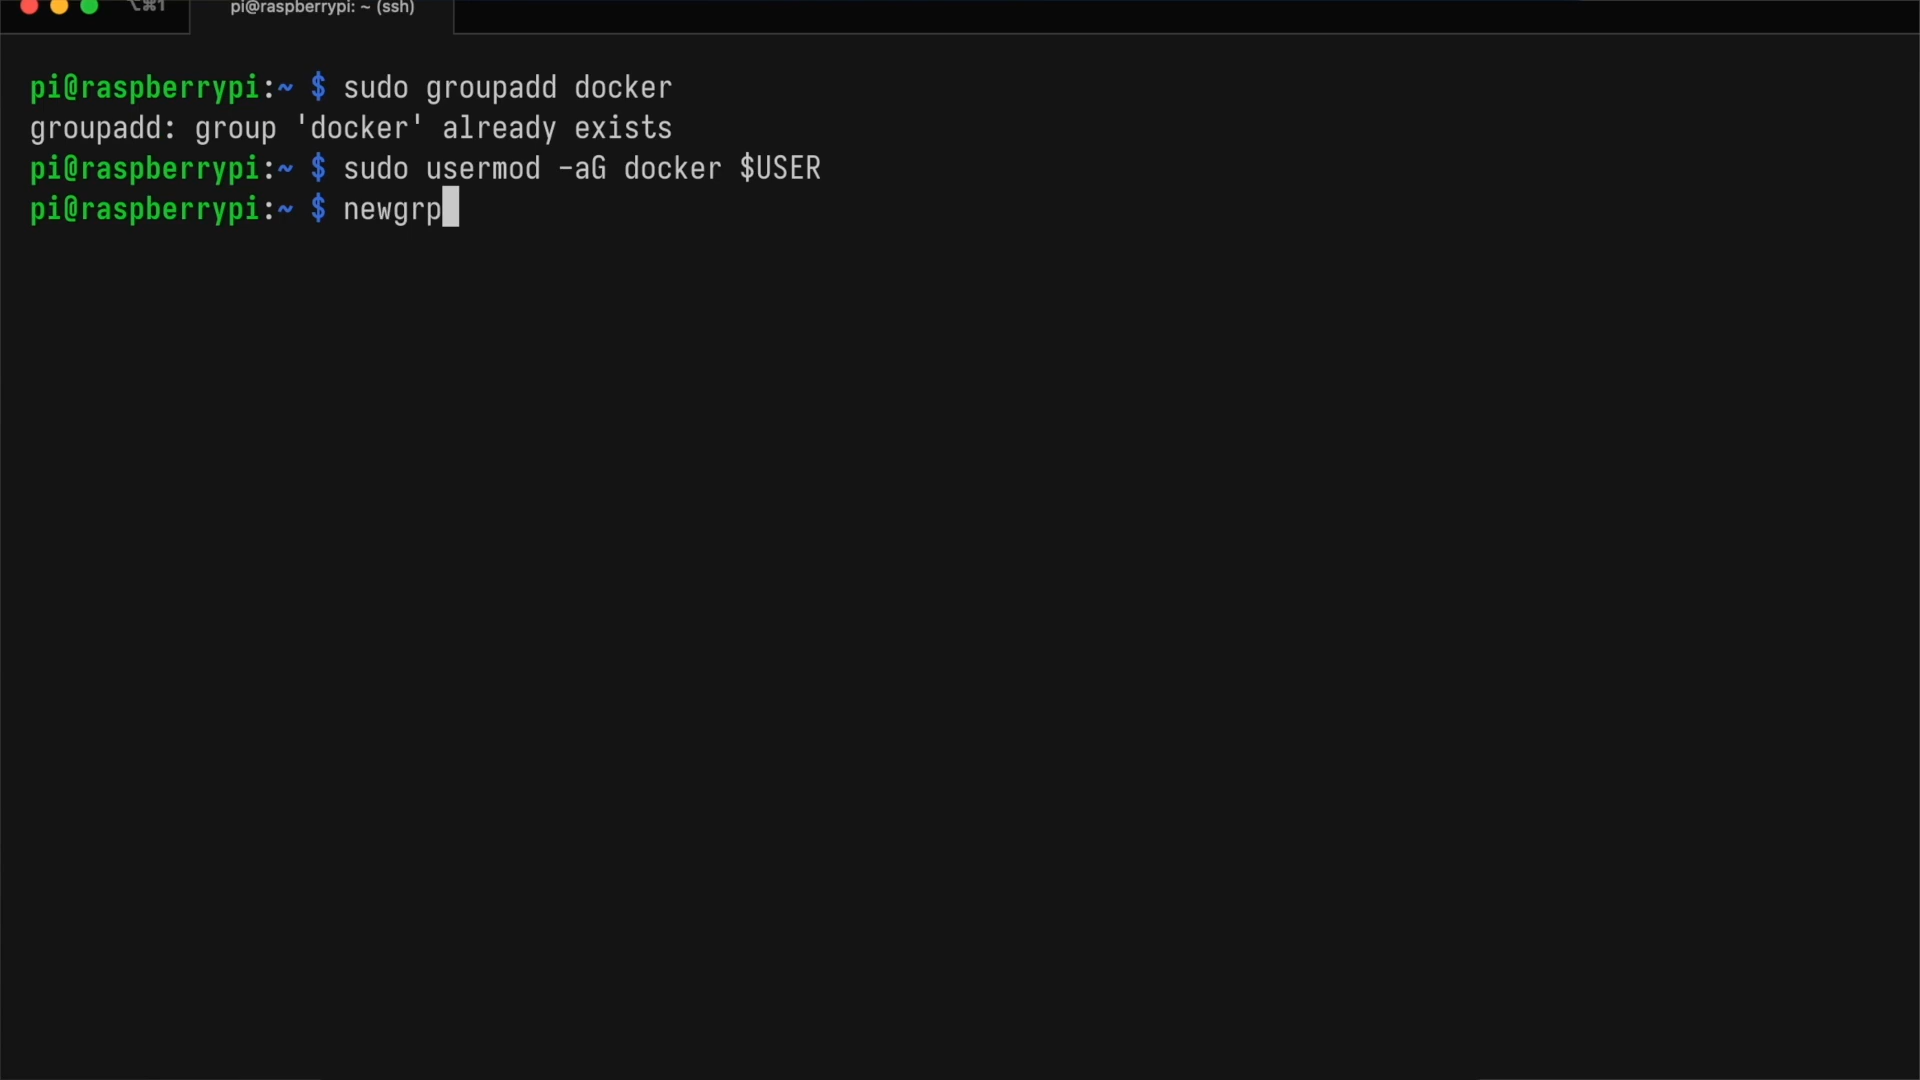 ⌥⌘1
pi@raspberrypi: ~ (ssh)
pi@raspberrypi:~ $ sudo groupadd docker
groupadd: group 'docker' already exists
pi@raspberrypi:~ $ sudo usermod -aG docker $USER
pi@raspberrypi:~ $ newgrp